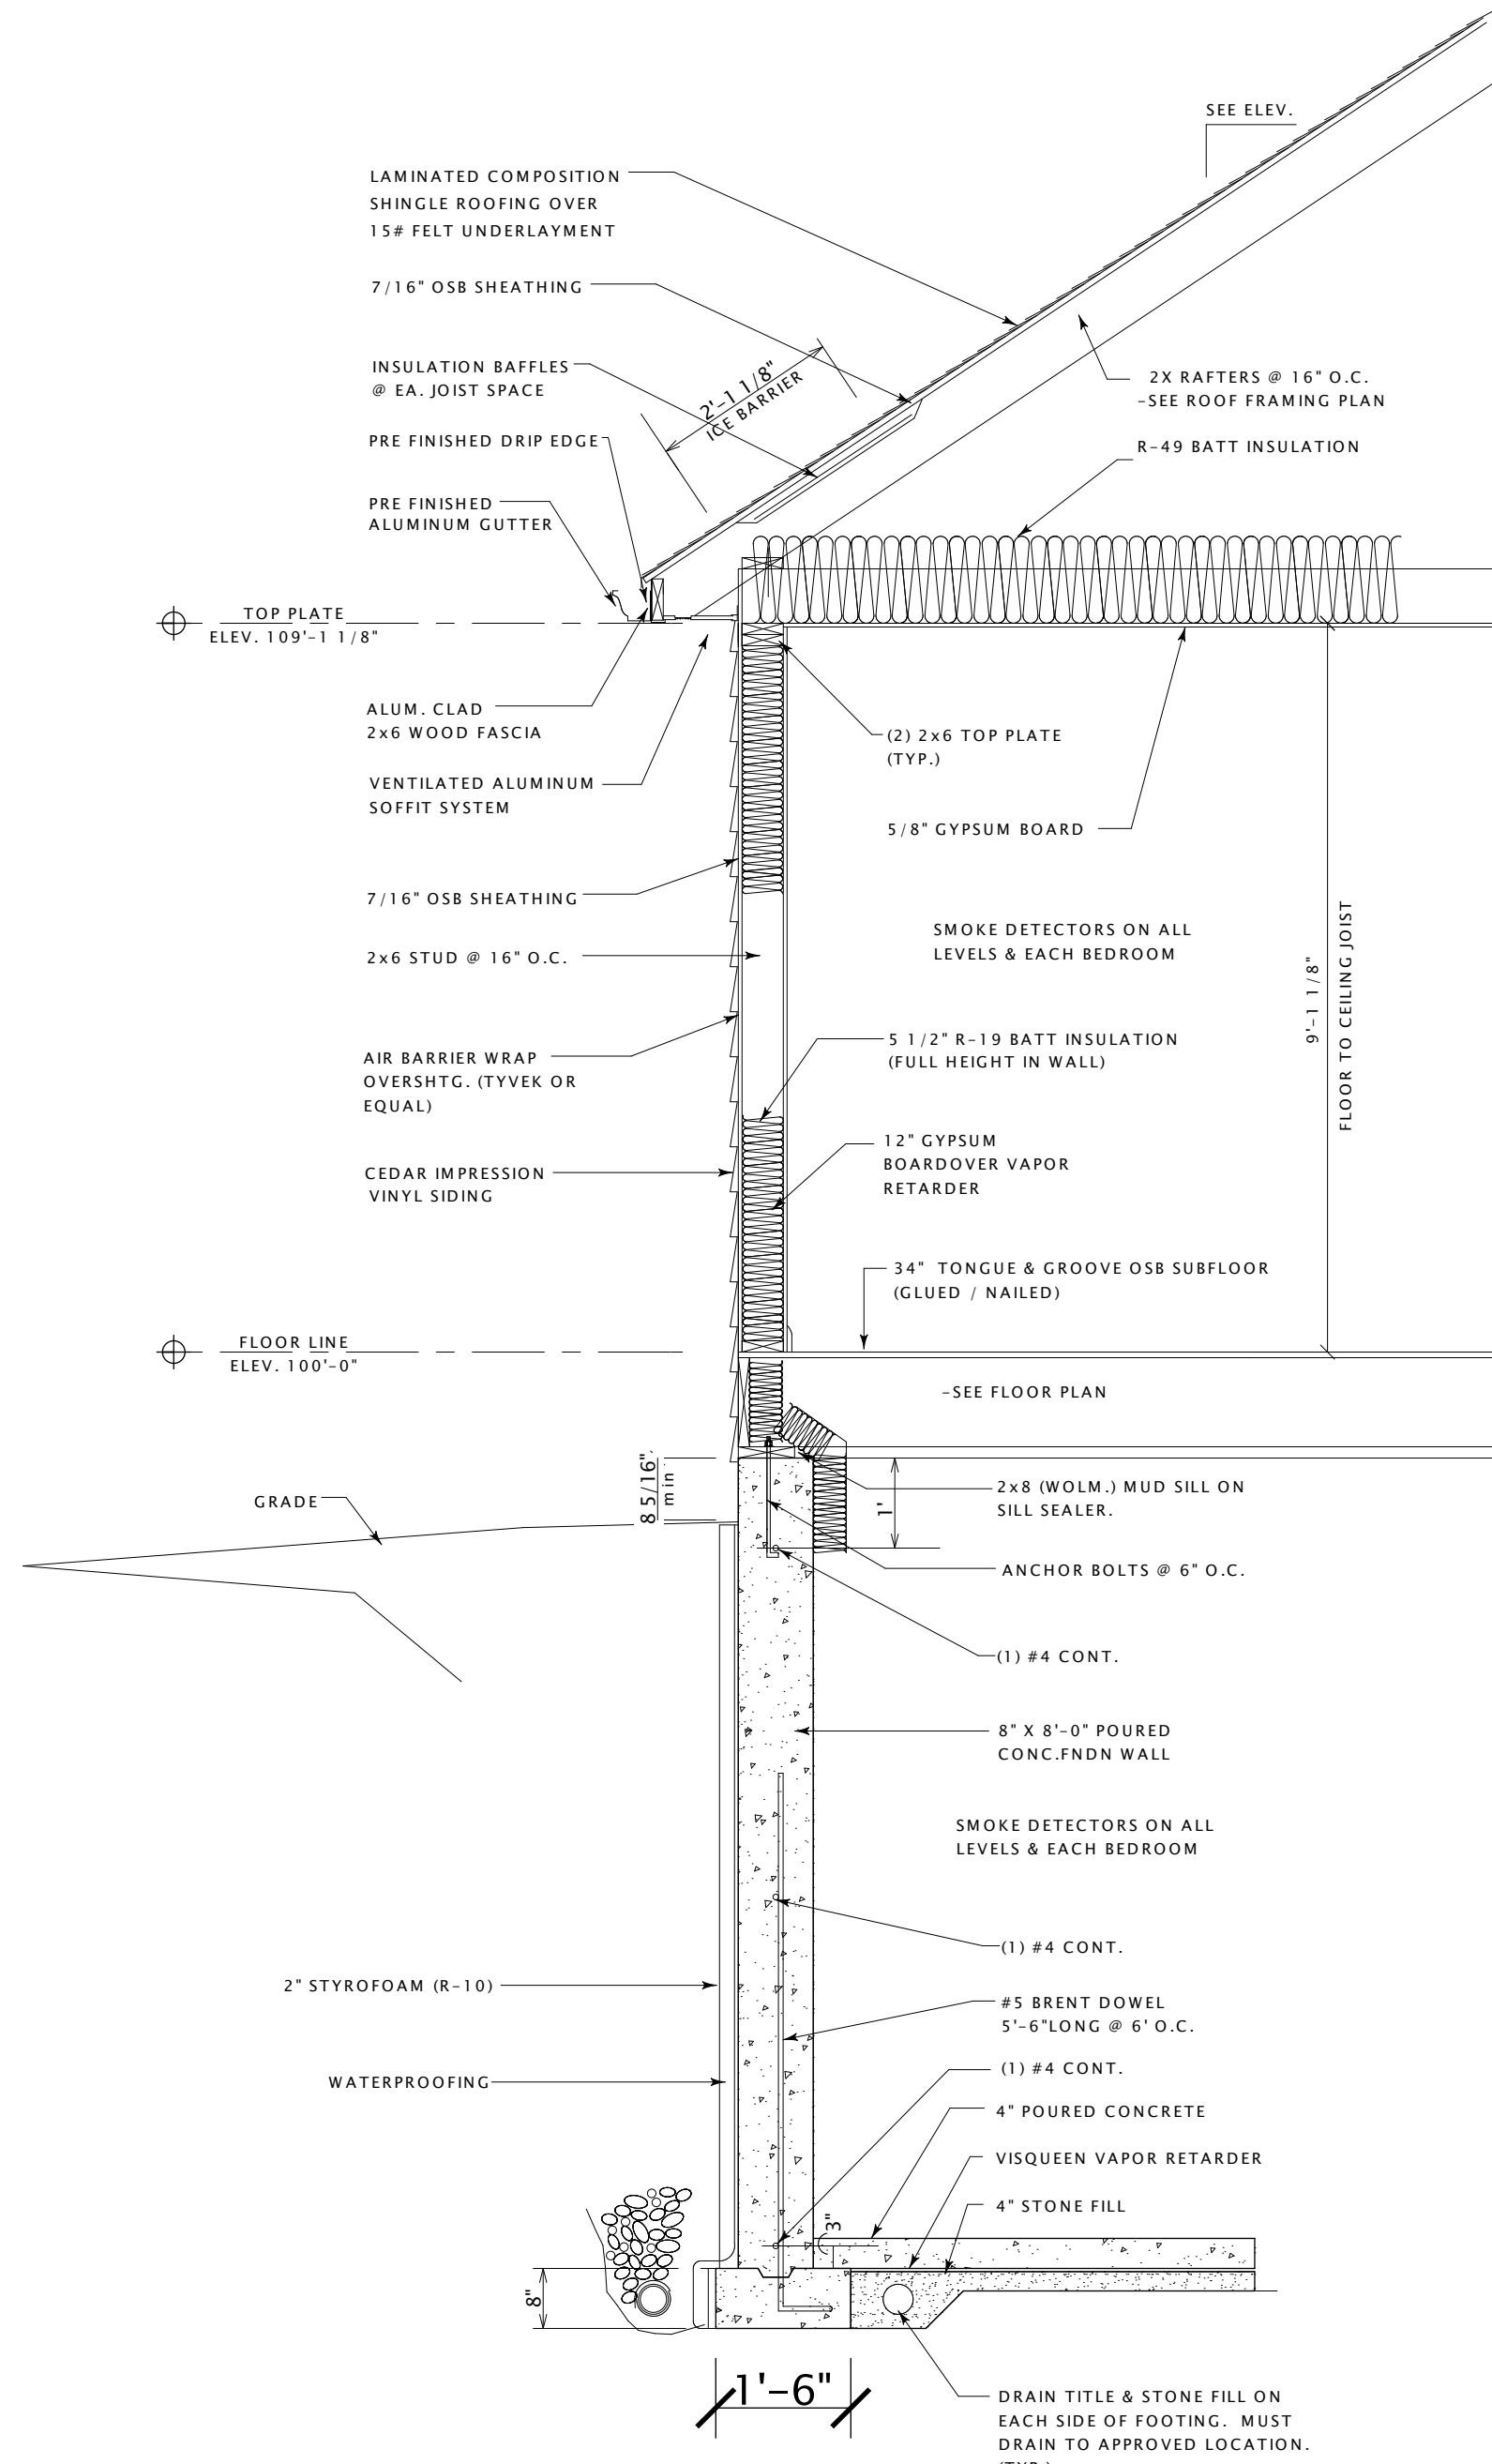 SEE ELEV.
LAMINATED COMPOSITION
SHINGLE ROOFING OVER
15# FELT UNDERLAYMENT
7/16" OSB SHEATHING
INSULATION BAFFLES
@ EA. JOIST SPACE
2'-1 1/8"
ICE BARRIER
2X RAFTERS @ 16" O.C.
-SEE ROOF FRAMING PLAN
PRE FINISHED DRIP EDGE
R-49 BATT INSULATION
PRE FINISHED
ALUMINUM GUTTER
TOP PLATE
ELEV. 109'-1 1/8"
ALUM. CLAD
2x6 WOOD FASCIA
(2) 2x6 TOP PLATE
(TYP.)
VENTILATED ALUMINUM
SOFFIT SYSTEM
5/8" GYPSUM BOARD
7/16" OSB SHEATHING
SMOKE DETECTORS ON ALL
LEVELS & EACH BEDROOM
2x6 STUD @ 16" O.C.
9'-1 1/8"
FLOOR TO CEILING JOIST
AIR BARRIER WRAP
OVERSHTG. (TYVEK OR
EQUAL)
5 1/2" R-19 BATT INSULATION
(FULL HEIGHT IN WALL)
12" GYPSUM
BOARDOVER VAPOR
RETARDER
CEDAR IMPRESSION
VINYL SIDING
34" TONGUE & GROOVE OSB SUBFLOOR
(GLUED / NAILED)
FLOOR LINE
ELEV. 100'-0"
-SEE FLOOR PLAN
8 5/16"
min
1'
2x8 (WOLM.) MUD SILL ON
SILL SEALER.
GRADE
ANCHOR BOLTS @ 6" O.C.
(1) #4 CONT.
8" X 8'-0" POURED
CONC.FNDN WALL
SMOKE DETECTORS ON ALL
LEVELS & EACH BEDROOM
(1) #4 CONT.
2" STYROFOAM (R-10)
#5 BRENT DOWEL
5'-6"LONG @ 6' O.C.
(1) #4 CONT.
WATERPROOFING
4" POURED CONCRETE
VISQUEEN VAPOR RETARDER
4" STONE FILL
3"
8"
1'-6"
DRAIN TITLE & STONE FILL ON
EACH SIDE OF FOOTING. MUST
DRAIN TO APPROVED LOCATION.